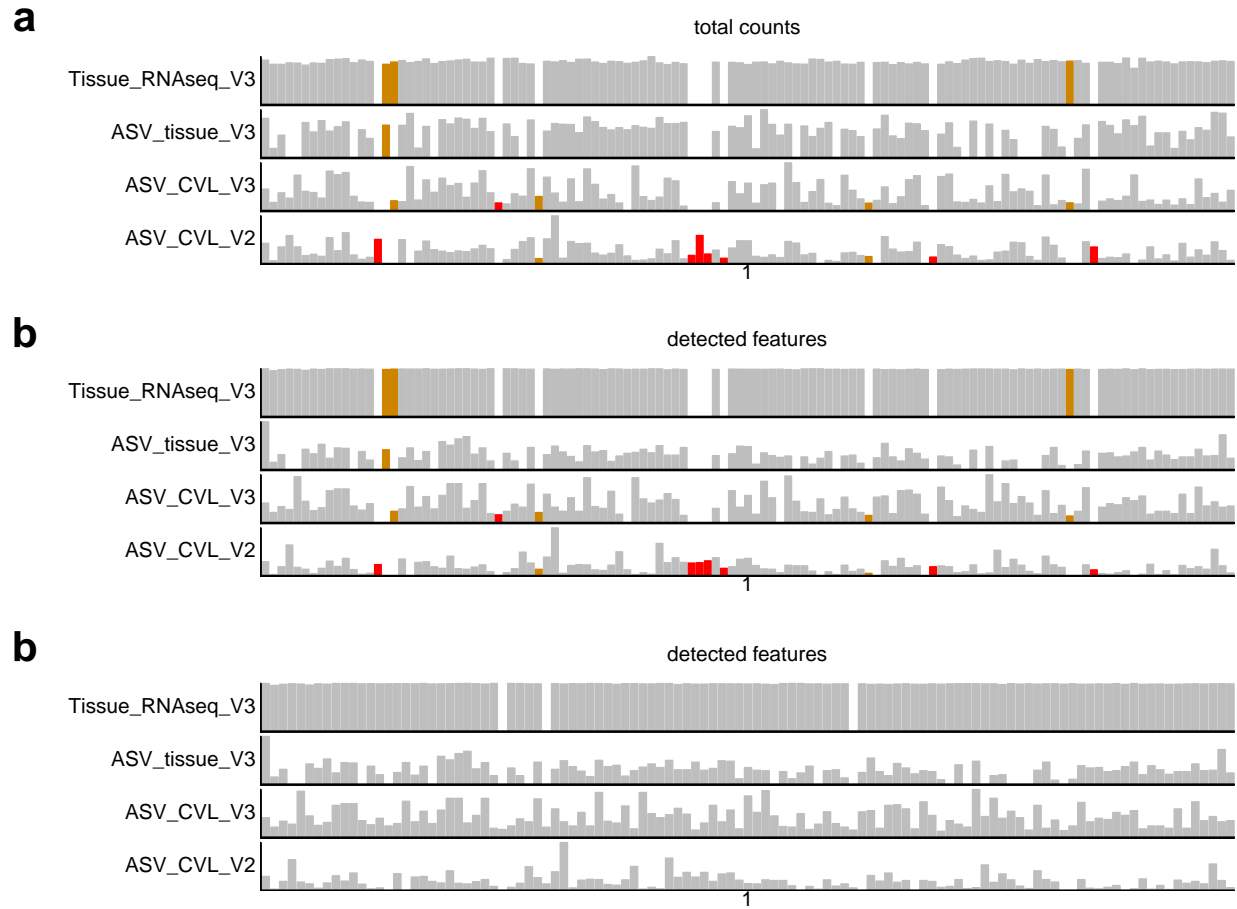 a
total counts
Tissue_RNAseq_V3
ASV_tissue_V3
ASV_CVL_V3
ASV_CVL_V2
1
b
detected features
Tissue_RNAseq_V3
ASV_tissue_V3
ASV_CVL_V3
ASV_CVL_V2
1
b
detected features
Tissue_RNAseq_V3
ASV_tissue_V3
ASV_CVL_V3
ASV_CVL_V2
1